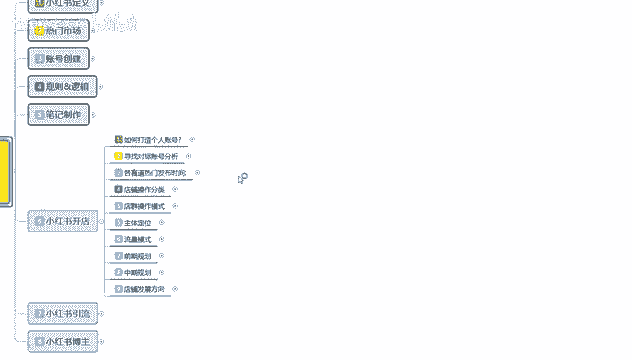 小红书定义
热门市场
账号创建
规则&逻辑
笔记制作
如何打造个人账号?
寻找对标账号分析
各赛道热门发布时间
店铺操作分类
店群操作模式
小红书开店
主体定位
流量模式
前期规划
中期规划
店铺发展方向
小红书引流
小红书博主